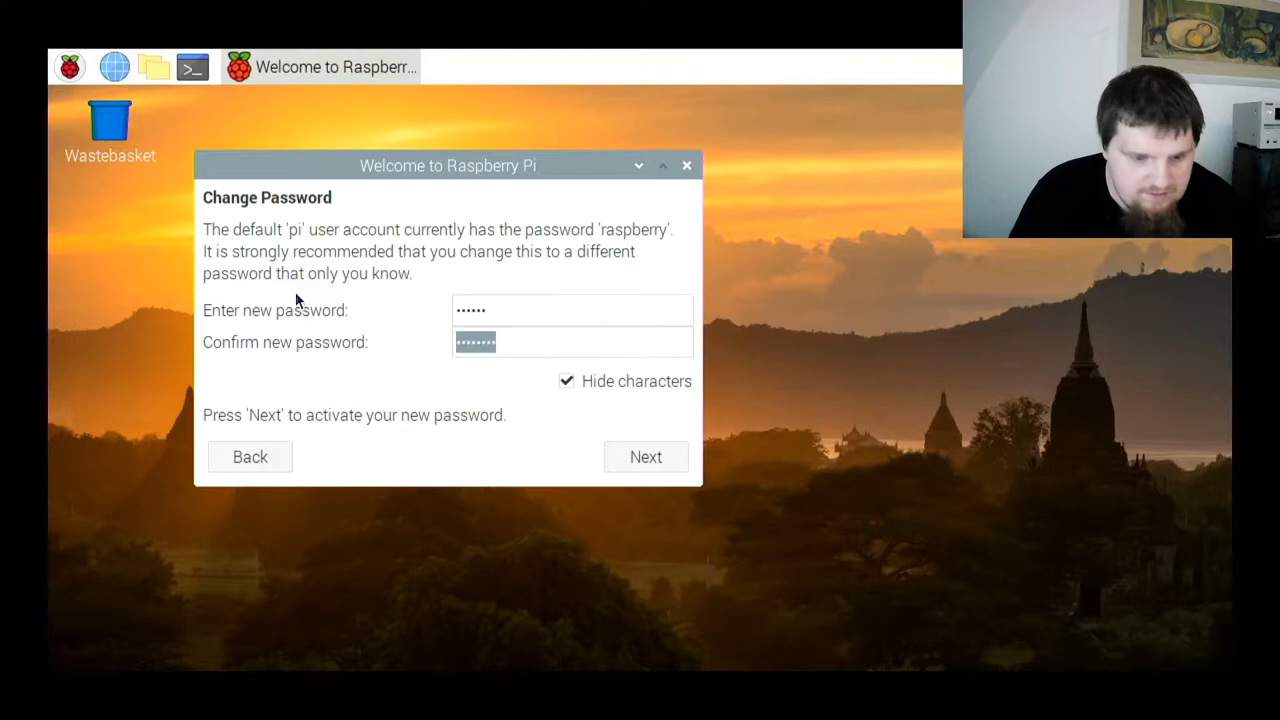 Welcome to Raspberr...
Wastebasket
Welcome to Raspberry Pi
Change Password
The default 'pi' user account currently has the password 'raspberry'.
It is strongly recommended that you change this to a different
password that only you know.
Enter new password: ••••••
Confirm new password: ••••••••
Hide characters
Press 'Next' to activate your new password.
Back Next